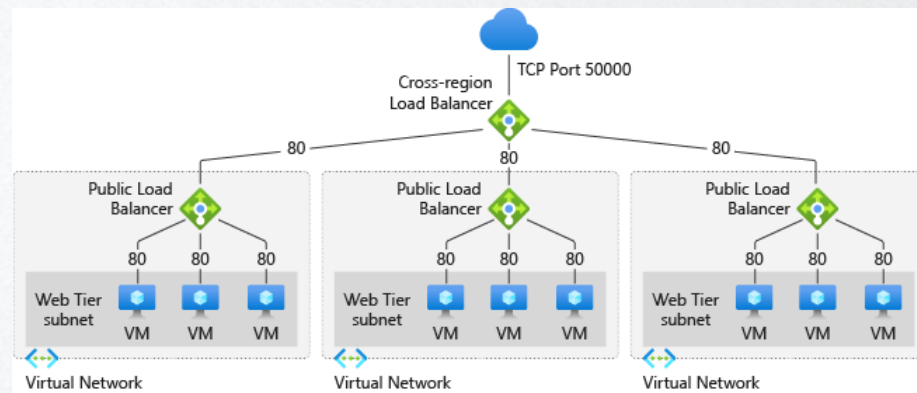 TCP Port 50000
Cross-region
Load Balancer
80
80
80
Public Load
Balancer
Public Load
Balancer
Public Load
Balancer
80 80 80
80 80 80
80 80 80
Web Tier
subnet
VM VM VM
Web Tier
subnet
VM VM VM
Web Tier
subnet
VM VM VM
Virtual Network
Virtual Network
Virtual Network